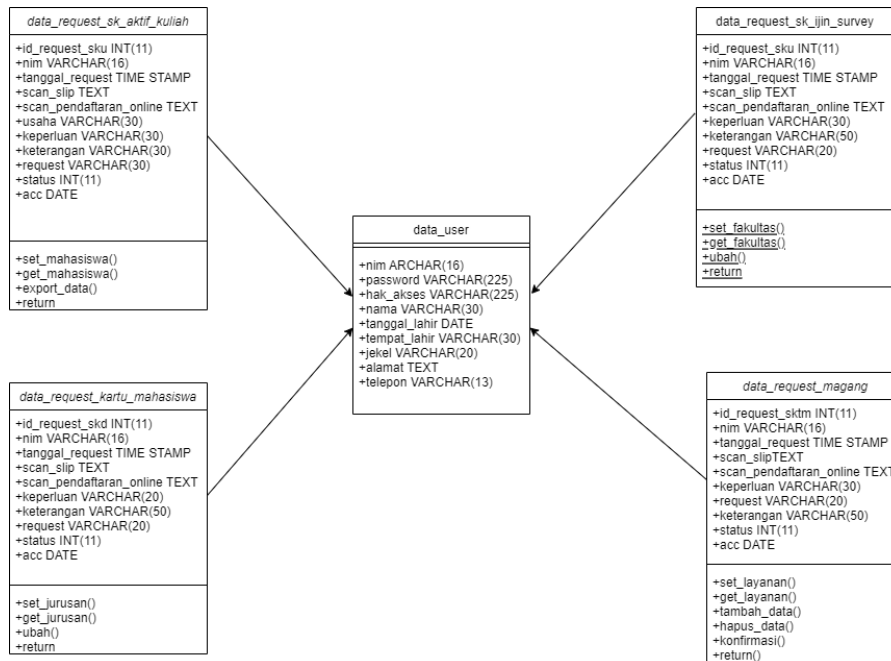 data_request_sk_aktif_kuliah
+id_request_sku INT(11)
+nim VARCHAR(16)
+tanggal_request TIME STAMP
+scan_slip TEXT
+scan_pendaftaran_online TEXT
+usaha VARCHAR(30)
+keperluan VARCHAR(30)
+keterangan VARCHAR(30)
+request VARCHAR(30)
+status INT(11)
+acc DATE
+set_mahasiswa()
+get_mahasiswa()
+export_data()
+return
data_request_sk_ijin_survey
+id_request_sku INT(11)
+nim VARCHAR(16)
+tanggal_request TIME STAMP
+scan_slip TEXT
+scan_pendaftaran_online TEXT
+keperluan VARCHAR(30)
+keterangan VARCHAR(50)
+request VARCHAR(20)
+status INT(11)
+acc DATE
+set_fakultas()
+get_fakultas()
+ubah()
+return
data_user
+nim ARCHAR(16)
+password VARCHAR(225)
+hak_akses VARCHAR(225)
+nama VARCHAR(30)
+tanggal_lahir DATE
+tempat_lahir VARCHAR(30)
+jekel VARCHAR(20)
+alamat TEXT
+telepon VARCHAR(13)
data_request_kartu_mahasiswa
+id_request_skd INT(11)
+nim VARCHAR(16)
+tanggal_request TIME STAMP
+scan_slip TEXT
+scan_pendaftaran_online TEXT
+keperluan VARCHAR(20)
+keterangan VARCHAR(50)
+request VARCHAR(20)
+status INT(11)
+acc DATE
+set_jurusan()
+get_jurusan()
+ubah()
+return
data_request_magang
+id_request_sktm INT(11)
+nim VARCHAR(16)
+tanggal_request TIME STAMP
+scan_slipTEXT
+scan_pendaftaran_online TEXT
+keperluan VARCHAR(30)
+request VARCHAR(20)
+keterangan VARCHAR(50)
+status INT(11)
+acc DATE
+set_layanan()
+get_layanan()
+tambah_data()
+hapus_data()
+konfirmasi()
+return()